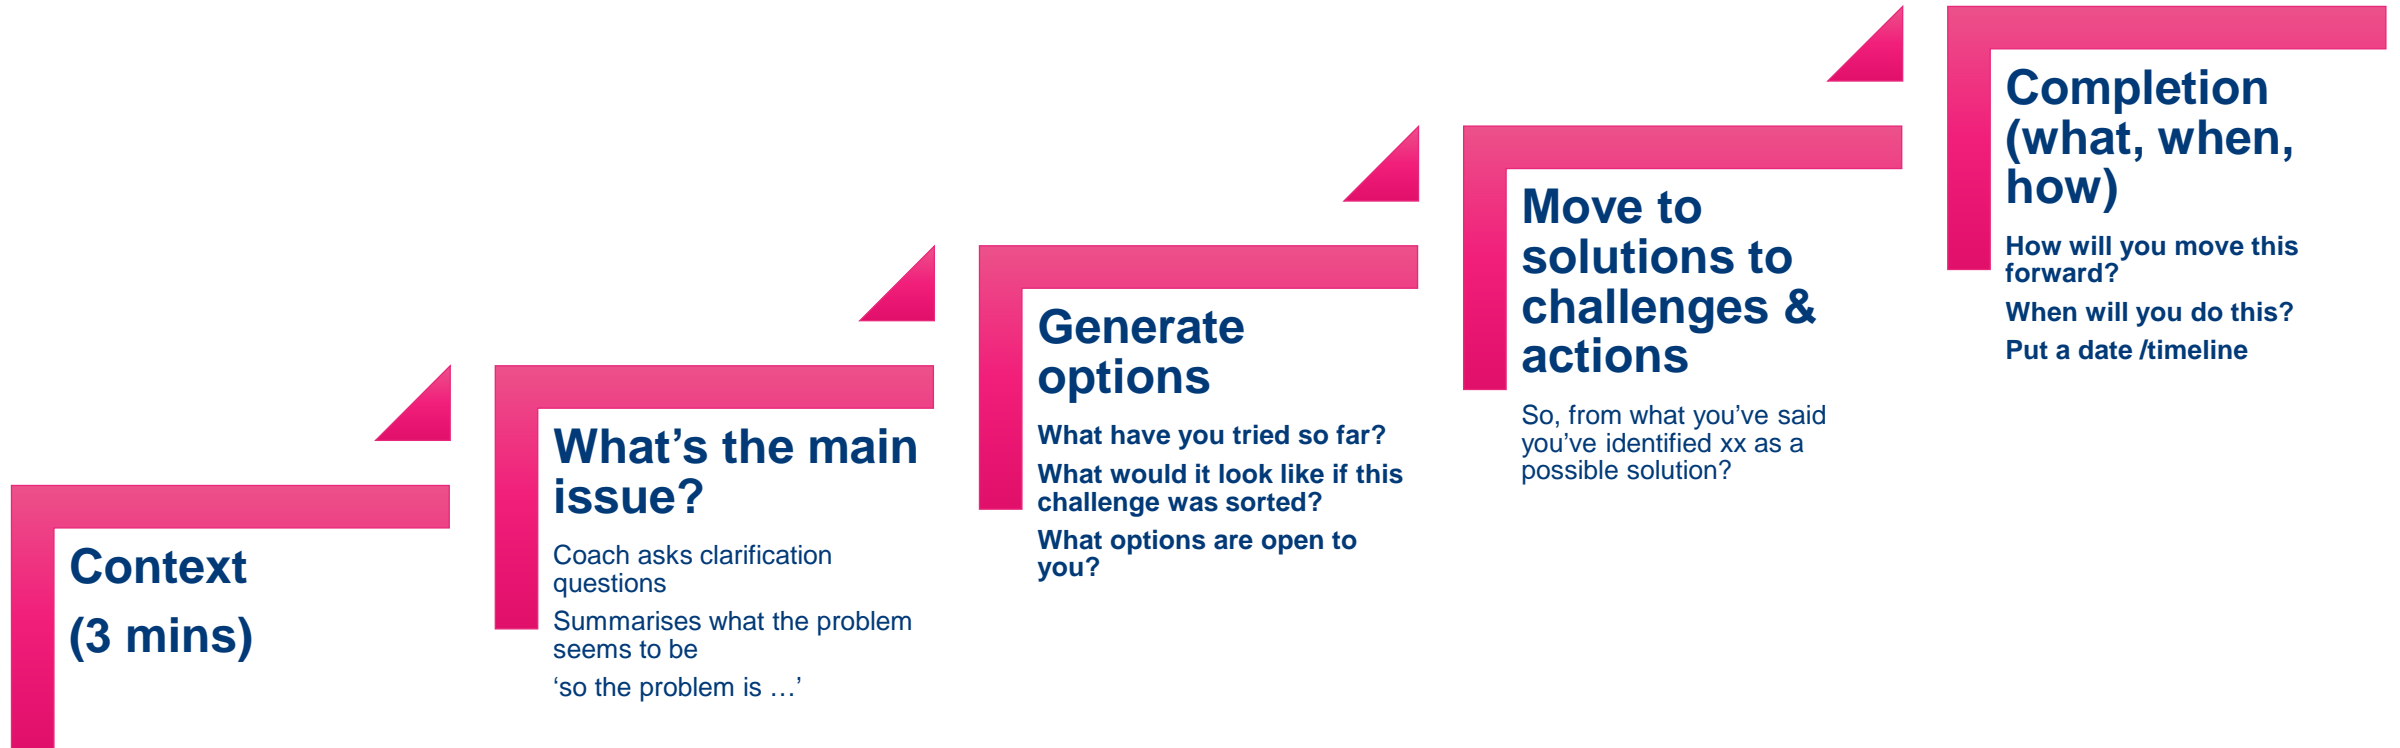 Context
(3 mins)
What’s the main
issue?
Coach asks clarification
questions
Summarises what the problem
seems to be
‘so the problem is …’
Generate
options
What have you tried so far?
What would it look like if this
challenge was sorted?
What options are open to
you?
Move to
solutions to
challenges &
actions
So, from what you’ve said
you’ve identified xx as a
possible solution?
Completion
(what, when,
how)
How will you move this
forward?
When will you do this?
Put a date /timeline